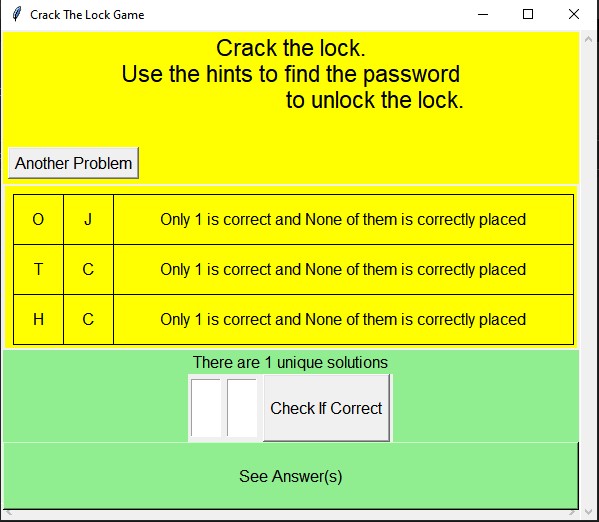 Crack The Lock Game
Crack the lock.
Use the hints to find the password
to unlock the lock.
Another Problem
O J Only 1 is correct and None of them is correctly placed
T C Only 1 is correct and None of them is correctly placed
H C Only 1 is correct and None of them is correctly placed
There are 1 unique solutions
Check If Correct
See Answer(s)